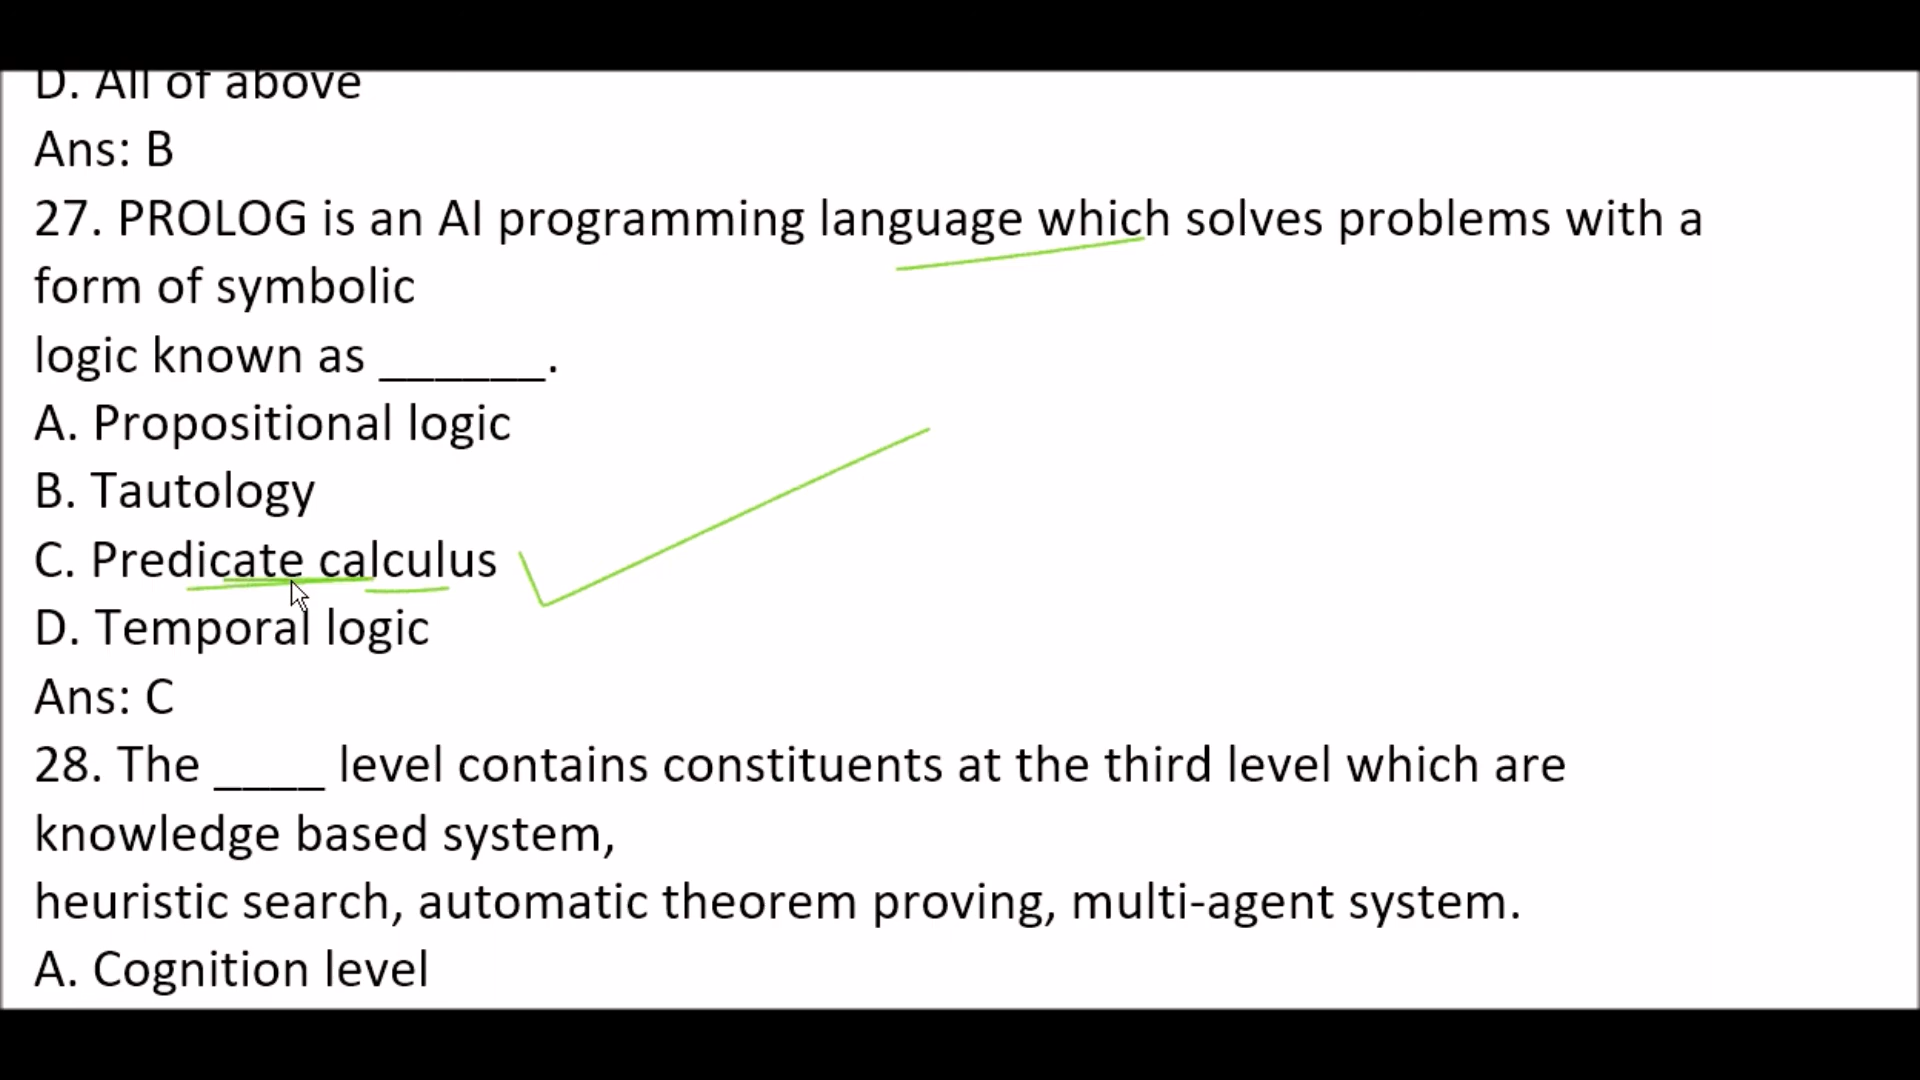 D. All of above
Ans: B
27. PROLOG is an AI programming language which solves problems with a
form of symbolic
logic known as ______.
A. Propositional logic
B. Tautology
C. Predicate calculus
D. Temporal logic
Ans: C
28. The ____ level contains constituents at the third level which are
knowledge based system,
heuristic search, automatic theorem proving, multi-agent system.
A. Cognition level